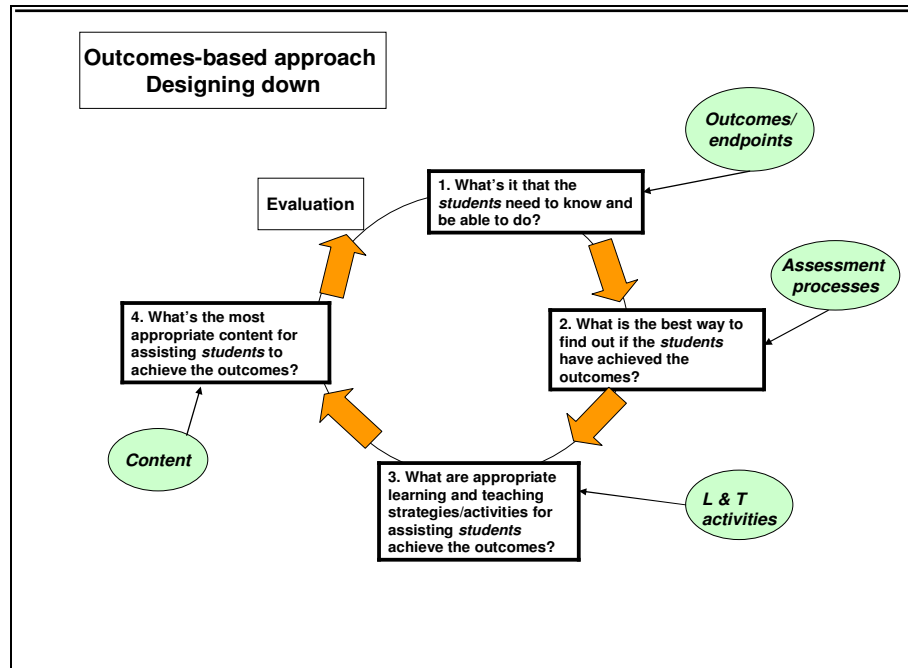 Outcomes-based approach
Designing down
Outcomes/
endpoints
1. What's it that the
students need to know and
be able to do?
Evaluation
Assessment
processes
2. What is the best way to
find out if the students
have achieved the
outcomes?
4. What's the most
appropriate content for
assisting students to
achieve the outcomes?
Content
3. What are appropriate
learning and teaching
strategies/activities for
assisting students
achieve the outcomes?
L & T
activities